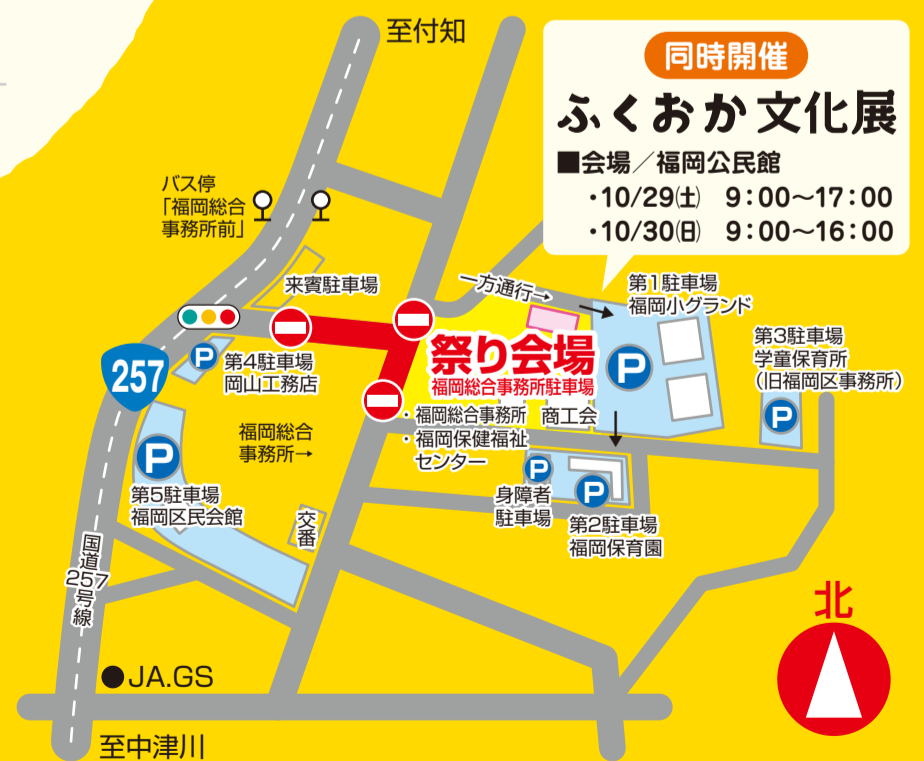 至付知
同時開催
ふくおか文化展
■会場／福岡公民館
・10/29㈯ 9:00〜17:00
・10/30㈰ 9:00〜16:00
バス停
「福岡総合
事務所前」
来賓駐車場
一方通行→
第1駐車場
福岡小グランド
第3駐車場
学童保育所
（旧福岡区事務所）
P
P
257
P
第4駐車場
岡山工務店
祭り会場
福岡総合事務所駐車場
・福岡総合事務所
・福岡保健福祉
センター
商工会
福岡総合
事務所→
P
第5駐車場
福岡区民会館
交番
P
身障者
駐車場
P
第2駐車場
福岡保育園
国道257号線
北
●JA.GS
至中津川